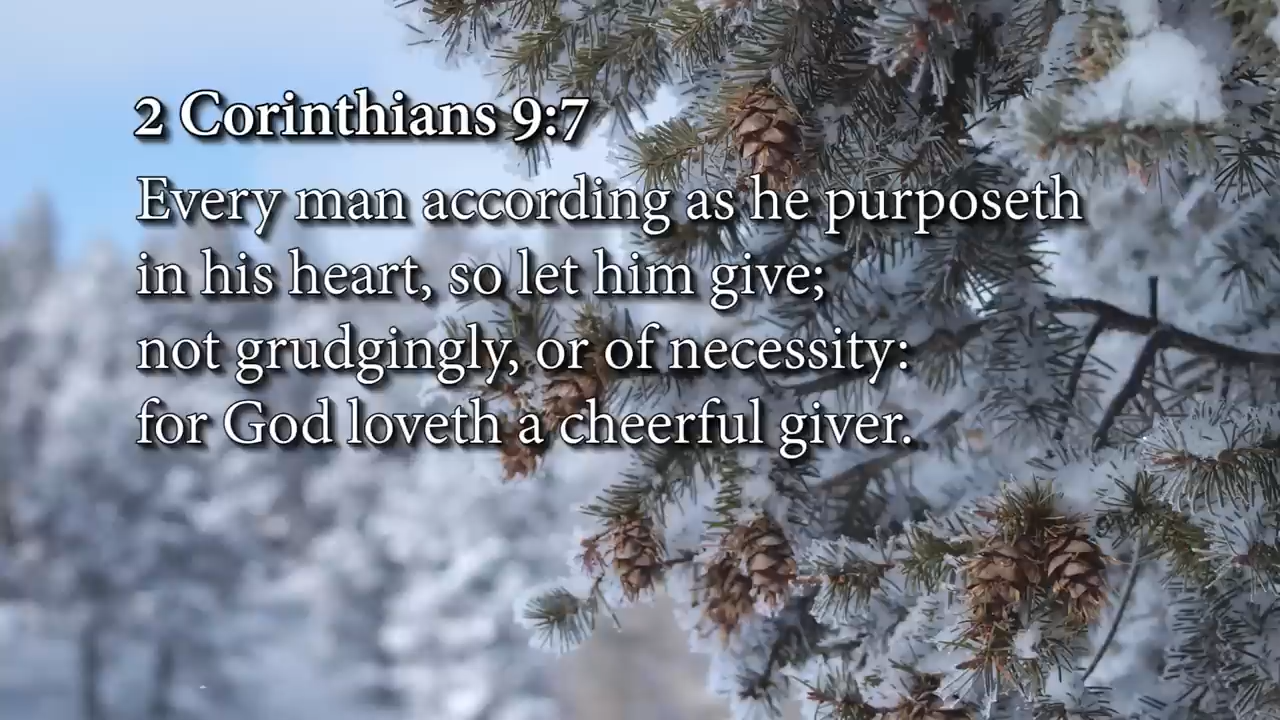 2 Corinthians 9:7
Every man according as he purposeth
in his heart, so let him give;
not grudgingly, or of necessity:
for God loveth a cheerful giver.